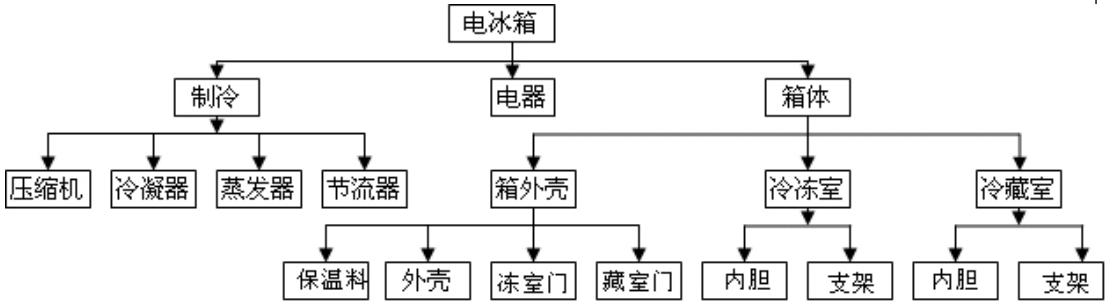 电冰箱
制冷
电器
箱体
压缩机
冷凝器
蒸发器
节流器
箱外壳
冷冻室
冷藏室
保温料
外壳
冻室门
藏室门
内胆
支架
内胆
支架